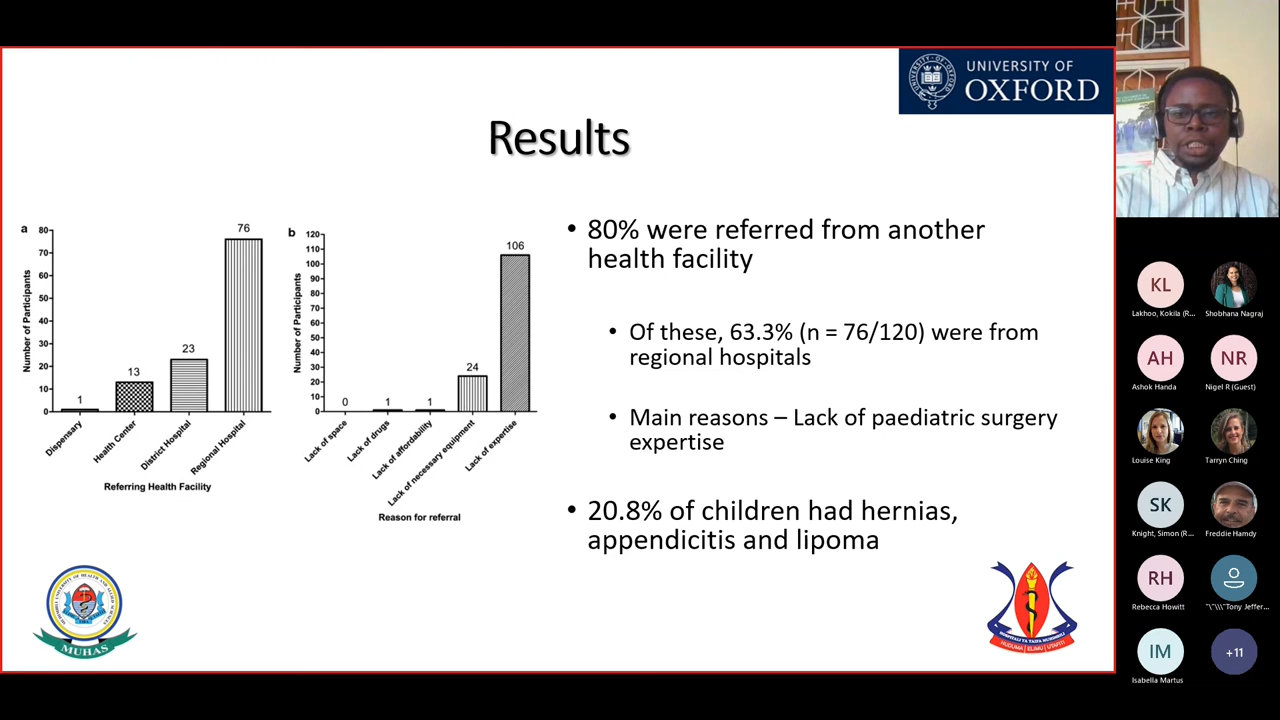 UNIVERSITY OF
OXFORD
Results
a
80
70
60
50
40
30
20
10
0
Number of Participants
1
13
23
76
Dispensary
Health Center
District Hospital
Regional Hospital
Referring Health Facility
b
120
110
100
90
80
70
60
50
40
30
20
10
0
Number of Participants
0
1
1
24
106
Lack of space
Lack of drugs
Lack of affordability
Lack of necessary equipment
Lack of expertise
Reason for referral
• 80% were referred from another
health facility
• Of these, 63.3% (n = 76/120) were from
regional hospitals
• Main reasons – Lack of paediatric surgery
expertise
• 20.8% of children had hernias,
appendicitis and lipoma
MUHAS
HOSPITALI YA TAIFA MUHIMBILI
HUDUMA | ELIMU | UTAFITI
KL
Lakhoo, Kokila (R...
Shobhana Nagraj
AH
Ashok Handa
NR
Nigel R (Guest)
Louise King
Tarryn Ching
SK
Knight, Simon (R...
Freddie Hamdy
RH
Rebecca Howitt
"\"\\\"Tony Jeffer...
IM
Isabella Martus
+11